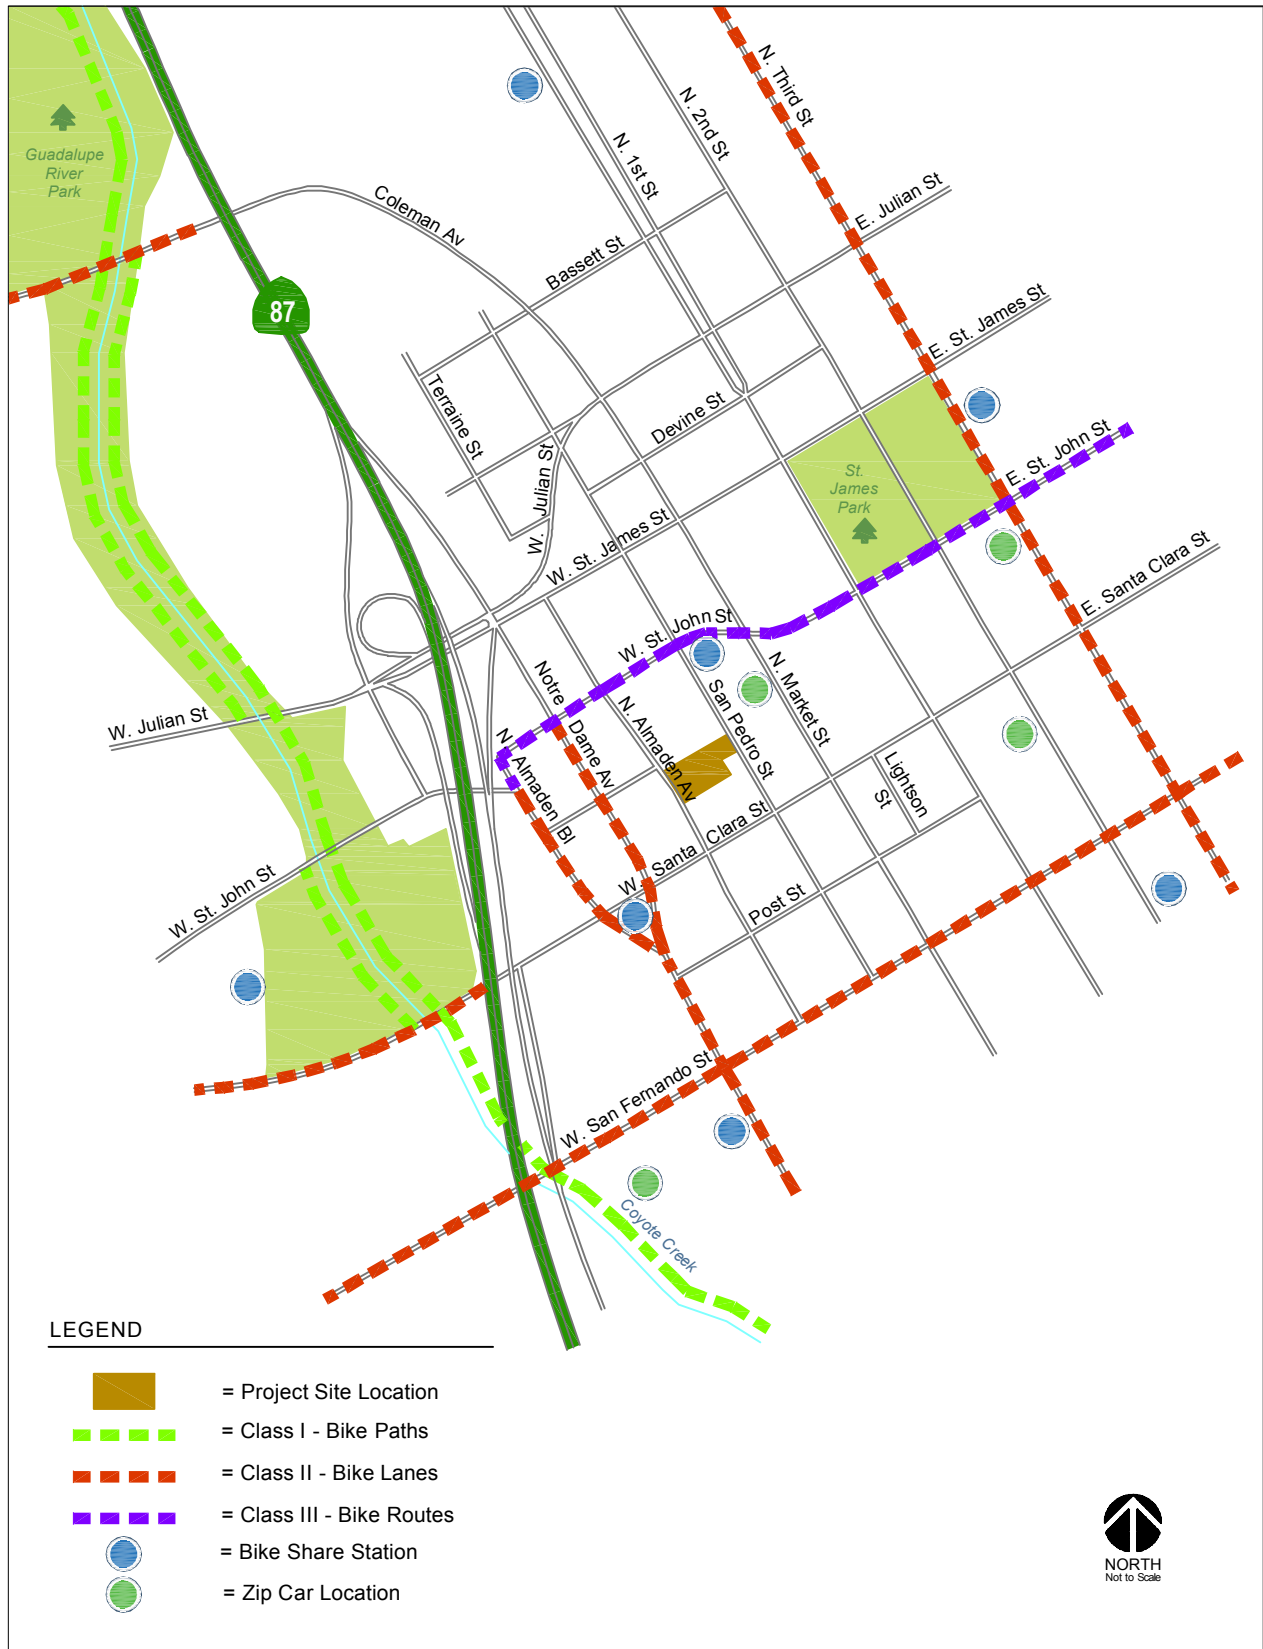 N. Third St
N. 2nd St
N. 1st St
Guadalupe
River
Park
Coleman Av
E. Julian St
Bassett St
87
E. St. James St
Terraine St
Devine St
E. St. John St
W. Julian St
St.
James
Park
W. St. James St
E. Santa Clara St
W. St. John St
Notre Dame Av
N. Almaden Av
San Pedro St
N. Market St
W. Julian St
N Almaden Bl
Lightson
St
W. Santa Clara St
W. St. John St
Post St
W. San Fernando St
Coyote Creek
LEGEND
= Project Site Location
= Class I - Bike Paths
= Class II - Bike Lanes
= Class III - Bike Routes
= Bike Share Station
= Zip Car Location
NORTH
Not to Scale